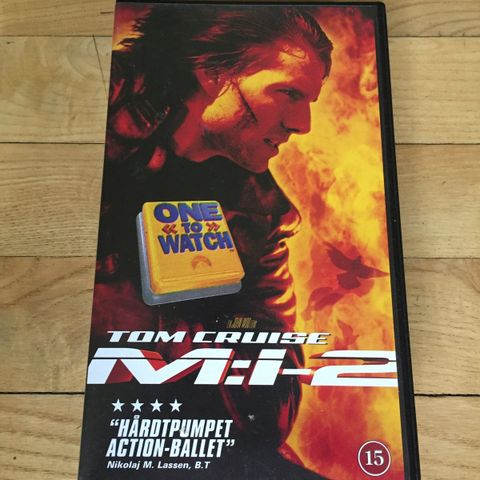 ONE
« TO »
WATCH
TOM CRUISE
M:I-2
★★★★
“HÅRDTPUMPET
ACTION-BALLET”
Nikolaj M. Lassen, B.T
15